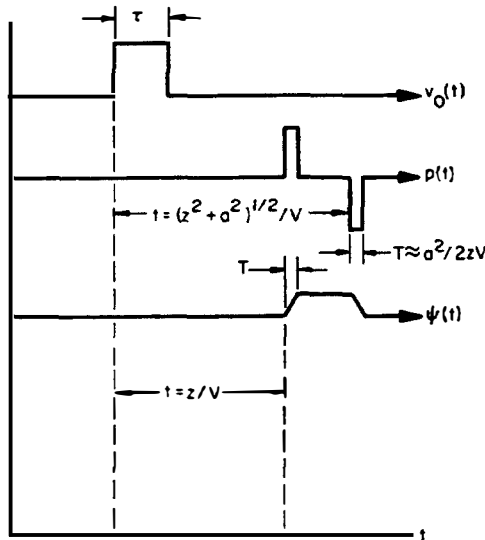 τ
v₀(t)
p(t)
t=(z²+a²)^1/2/V
T≈a²/2zV
T
ψ(t)
t=z/V
t